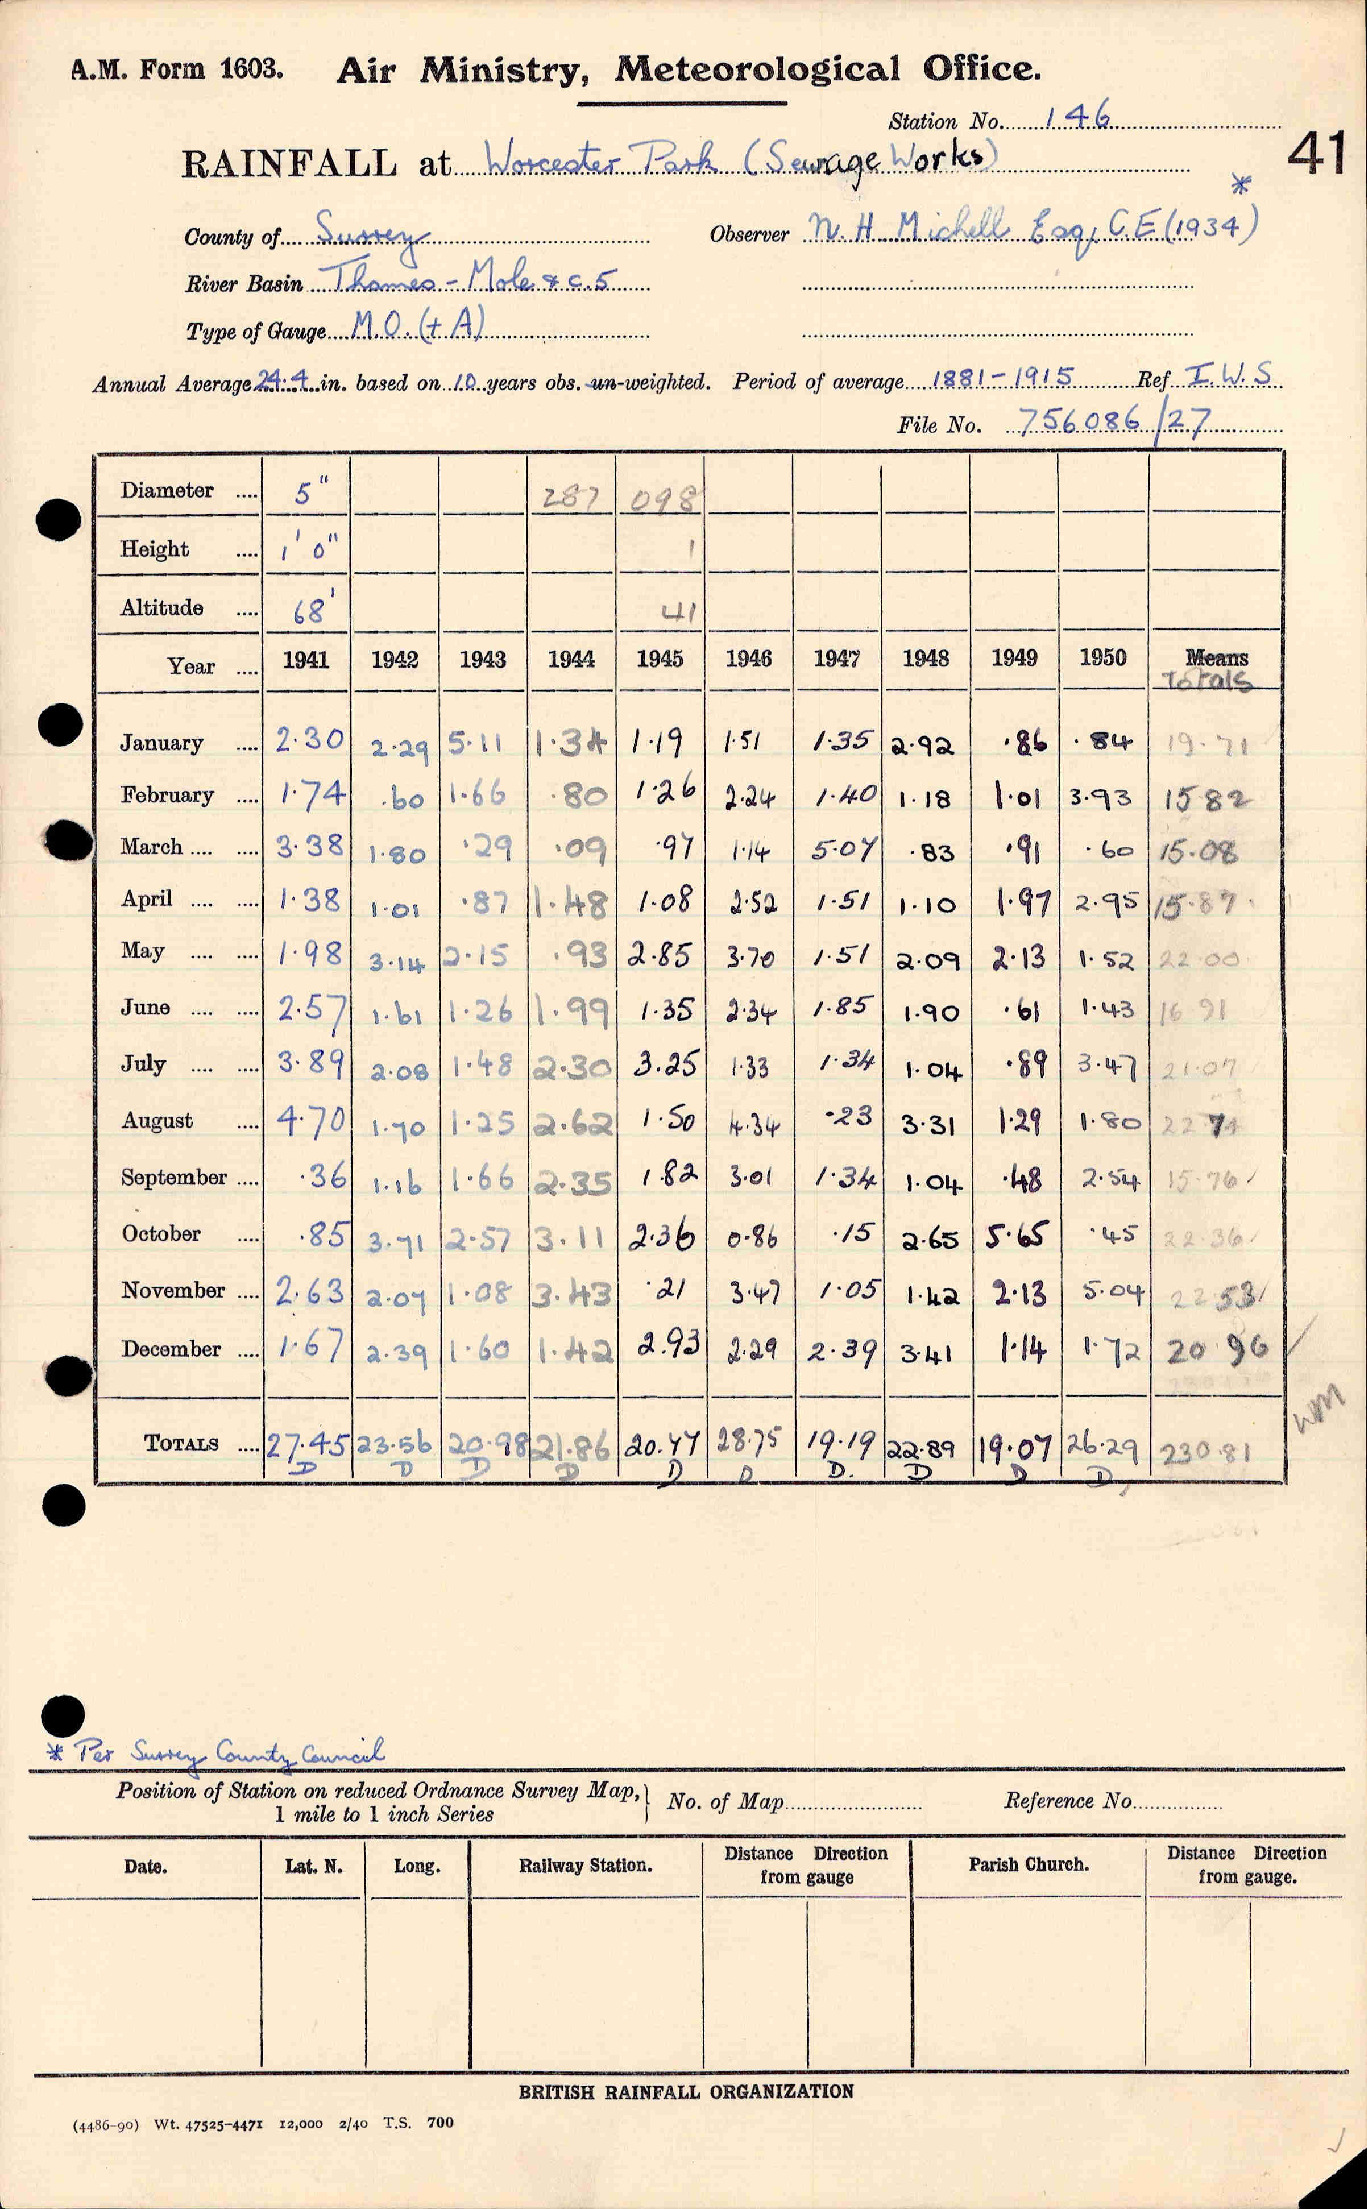 A.M. Form 1603. Air Ministry, Meteorological Office.
Station No. 146
41
RAINFALL at Worcester Park (Sewage Works)
*
County of Surrey Observer N. H. Michell Esq, C.E (1934)
River Basin Thames - Mole & c. 5
Type of Gauge M.O. (+ A)
Annual Average 24.4 in. based on 10 years obs. un-weighted. Period of average 1881-1915 Ref I.W.S
File No. 756086/27
Diameter .... 5" 287 098
Height .... 1' 0" 1
Altitude .... 68' 41
Year .... 1941 1942 1943 1944 1945 1946 1947 1948 1949 1950 Means
Totals
January .... 2.30 2.29 5.11 1.34 1.19 1.51 1.35 2.92 .86 .84 19.71
February .... 1.74 .60 1.66 .80 1.26 2.24 1.40 1.18 1.01 3.93 15 82
March .... .... 3.38 1.80 .29 .09 .97 1.14 5.07 .83 .91 .60 15.08
April .... .... 1.38 1.01 .87 1.48 1.08 2.52 1.51 1.10 1.97 2.95 15.87
May .... .... 1.98 3.14 2.15 .93 2.85 3.70 1.51 2.09 2.13 1.52 22.00
June .... .... 2.57 1.61 1.26 1.99 1.35 2.34 1.85 1.90 .61 1.43 16 91
July .... .... 3.89 2.08 1.48 2.30 3.25 1.33 1.34 1.04 .89 3.47 21.07
August .... 4.70 1.70 1.25 2.62 1.50 4.34 .23 3.31 1.29 1.80 22 74
September .... .36 1.16 1.66 2.35 1.82 3.01 1.34 1.04 .48 2.54 15.76
October .... .85 3.71 2.57 3.11 2.36 0.86 .15 2.65 5.65 .45 22.36
November .... 2.63 2.07 1.08 3.43 .21 3.47 1.05 1.42 2.13 5.04 22 53
December .... 1.67 2.39 1.60 1.42 2.93 2.29 2.39 3.41 1.14 1.72 20 96
WM
TOTALS .... 27.45 23.56 20.98 21.86 20.77 28.75 19.19 22.89 19.07 26.29 230.81
D D D D D D D. D D D
* Per Surrey County Council
Position of Station on reduced Ordnance Survey Map, } No. of Map Reference No.
1 mile to 1 inch Series
Date. Lat. N. Long. Railway Station. Distance Direction from gauge Parish Church. Distance Direction from gauge.
BRITISH RAINFALL ORGANIZATION
(4486-90) Wt. 47525-4471 12,000 2/40 T.S. 700